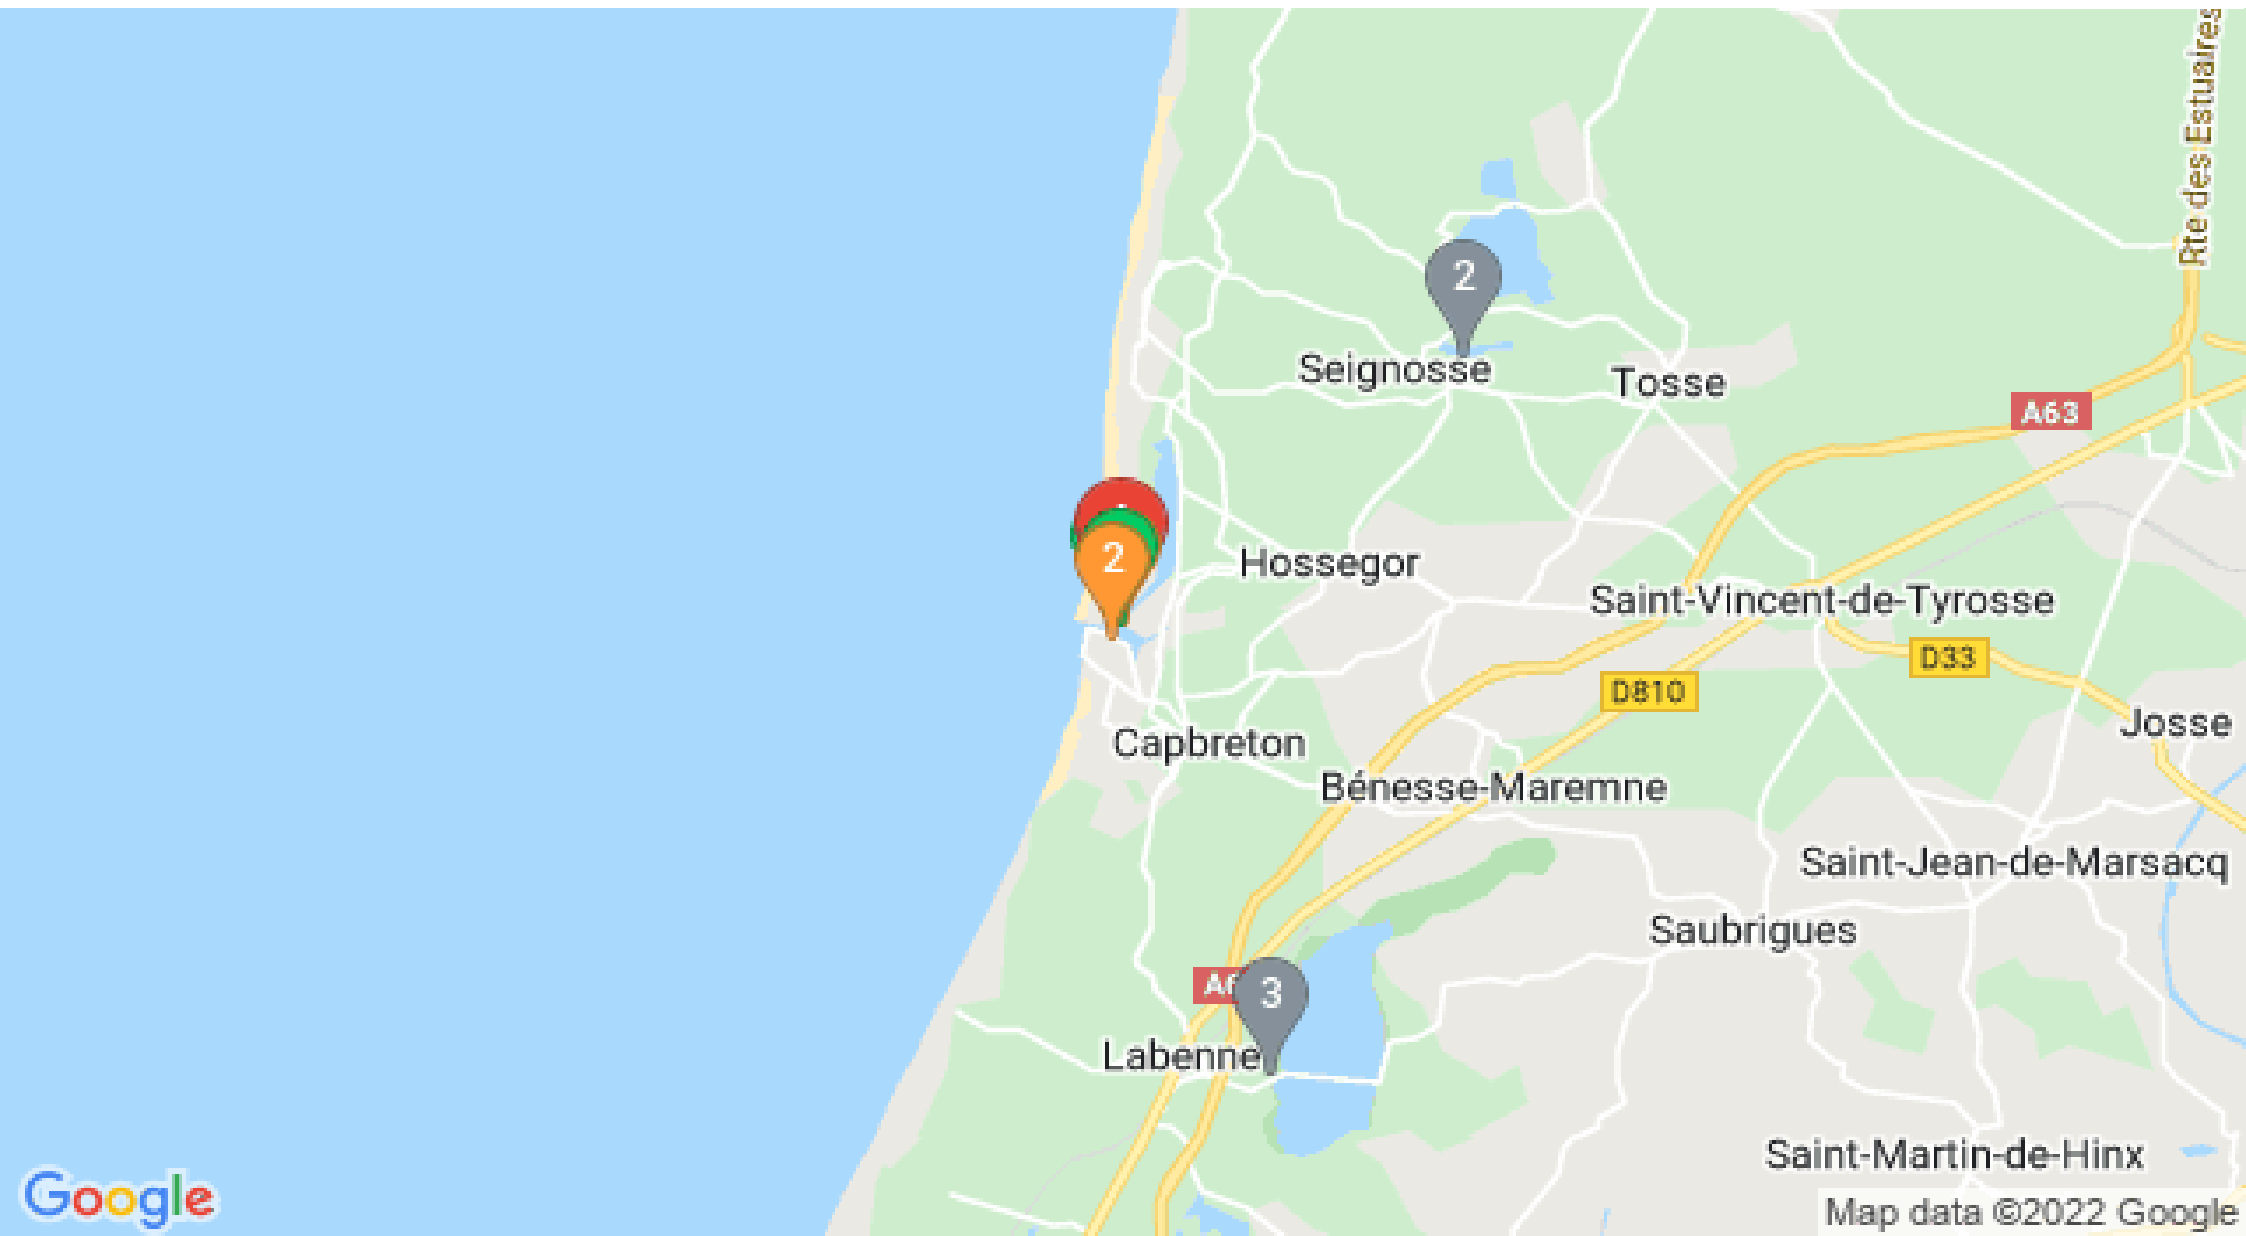 Rte des Estuaires
2
Seignosse
Tosse
A63
2
Hossegor
Saint-Vincent-de-Tyrosse
D33
D810
Josse
Capbreton
Bénesse-Maremne
Saint-Jean-de-Marsacq
Saubrigues
3
Labenne
Saint-Martin-de-Hinx
Google
Map data ©2022 Google